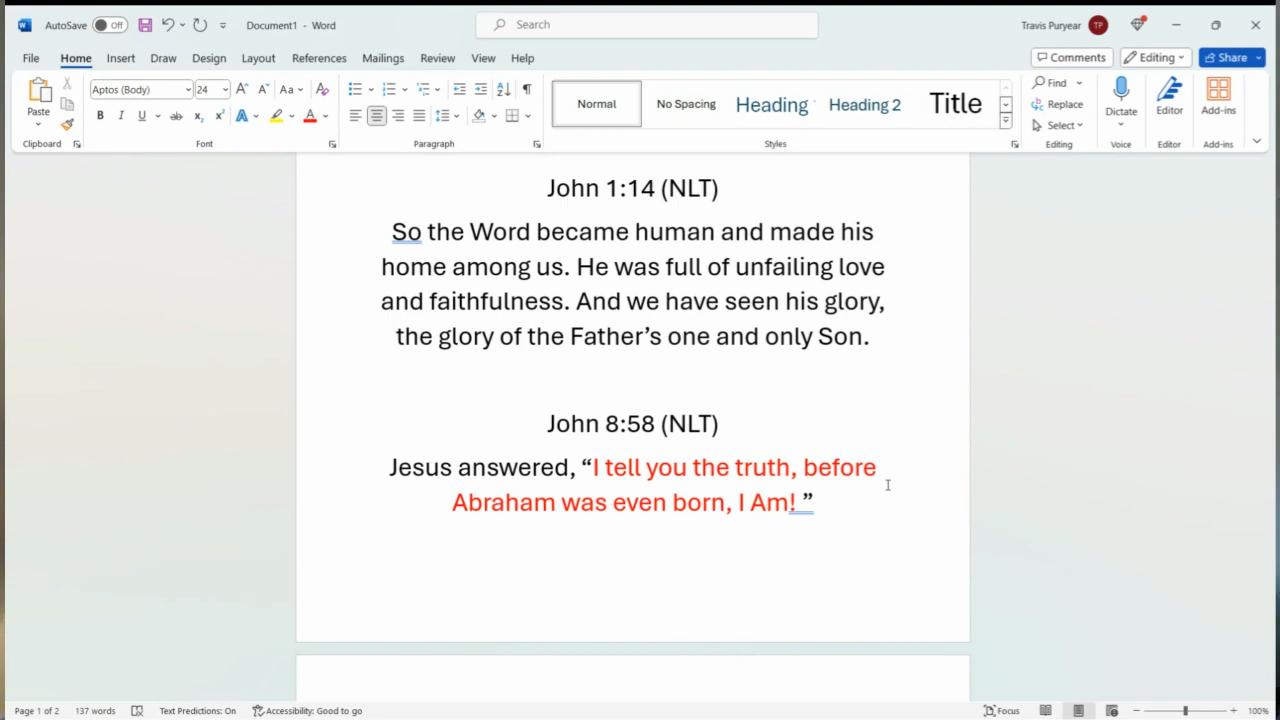 AutoSave Off Document1 - Word Search Travis Puryear TP
File Home Insert Draw Design Layout References Mailings Review View Help Comments Editing Share
Paste Aptos (Body) 24 Normal No Spacing Heading Heading 2 Title Find Replace Select Dictate Editor Add-ins
Clipboard Font Paragraph Styles Editing Voice Editor Add-ins
John 1:14 (NLT)
So the Word became human and made his
home among us. He was full of unfailing love
and faithfulness. And we have seen his glory,
the glory of the Father’s one and only Son.
John 8:58 (NLT)
Jesus answered, “I tell you the truth, before
Abraham was even born, I Am! ”
Page 1 of 2 137 words Text Predictions: On Accessibility: Good to go Focus 100%